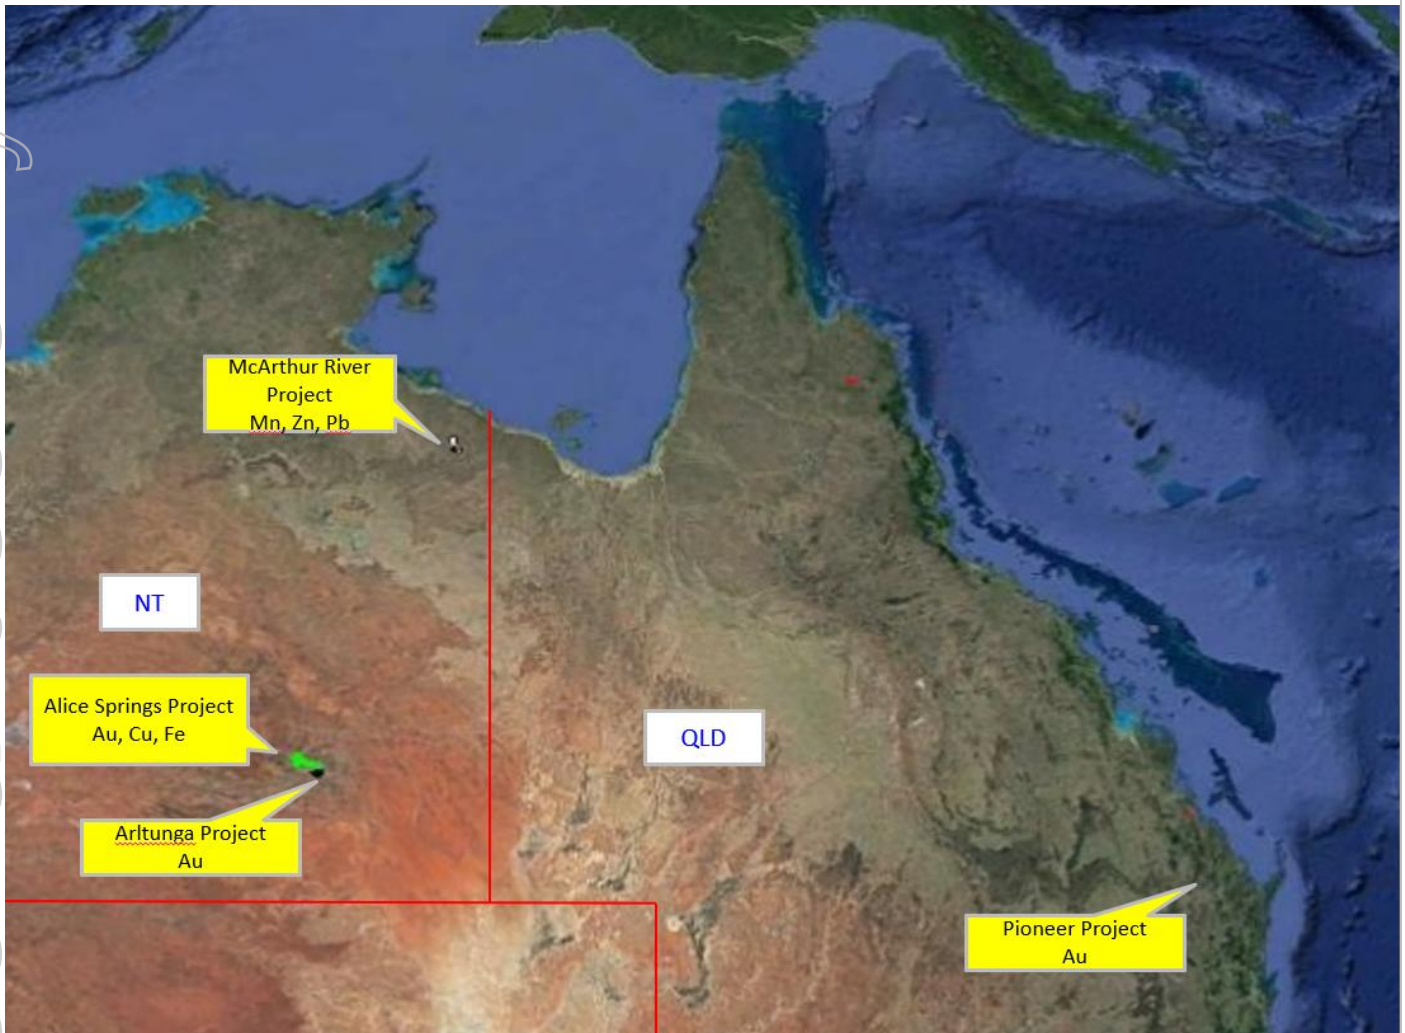 McArthur River
Project
Mn, Zn, Pb
NT
Alice Springs Project
Au, Cu, Fe
QLD
Arltunga Project
Au
Pioneer Project
Au